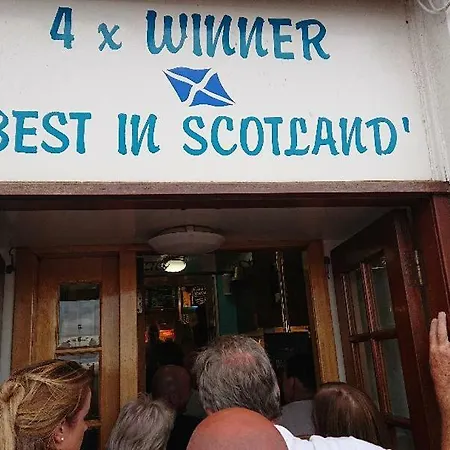 4 x WINNER
BEST IN SCOTLAND'